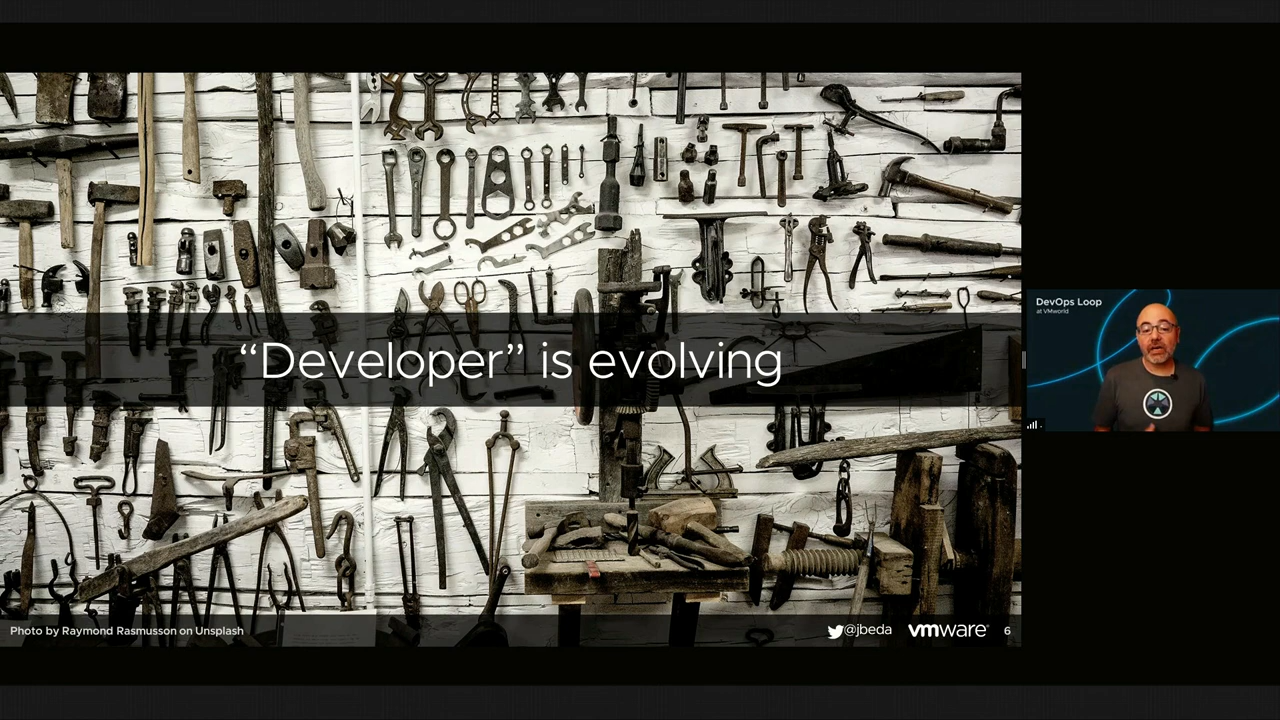 “Developer” is evolving
Photo by Raymond Rasmusson on Unsplash
@jbeda
vmware®
6
DevOps Loop
at VMworld